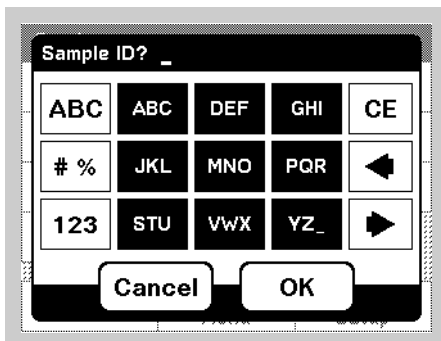 Sample ID? _
ABC ABC DEF GHI CE
# % JKL MNO PQR
123 STU VWX YZ_
Cancel OK